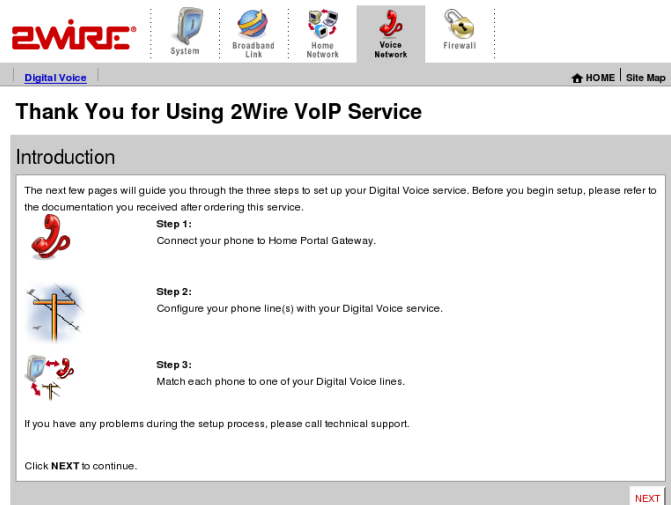 2WIRE®
System
Broadband
Link
Home
Network
Voice
Network
Firewall
Digital Voice
HOME
Site Map
Thank You for Using 2Wire VoIP Service
Introduction
The next few pages will guide you through the three steps to set up your Digital Voice service. Before you begin setup, please refer to
the documentation you received after ordering this service.
Step 1:
Connect your phone to Home Portal Gateway.
Step 2:
Configure your phone line(s) with your Digital Voice service.
Step 3:
Match each phone to one of your Digital Voice lines.
If you have any problems during the setup process, please call technical support.
Click NEXT to continue.
NEXT